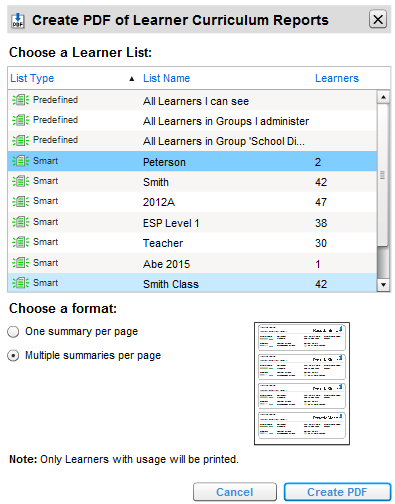 PDF Create PDF of Learner Curriculum Reports
Choose a Learner List:
List Type List Name Learners
Predefined All Learners I can see
Predefined All Learners in Groups I administer
Predefined All Learners in Group 'School Di...
Smart Peterson 2
Smart Smith 42
Smart 2012A 47
Smart ESP Level 1 38
Smart Teacher 30
Smart Abe 2015 1
Smart Smith Class 42
Choose a format:
One summary per page
Multiple summaries per page
Note: Only Learners with usage will be printed.
Cancel Create PDF